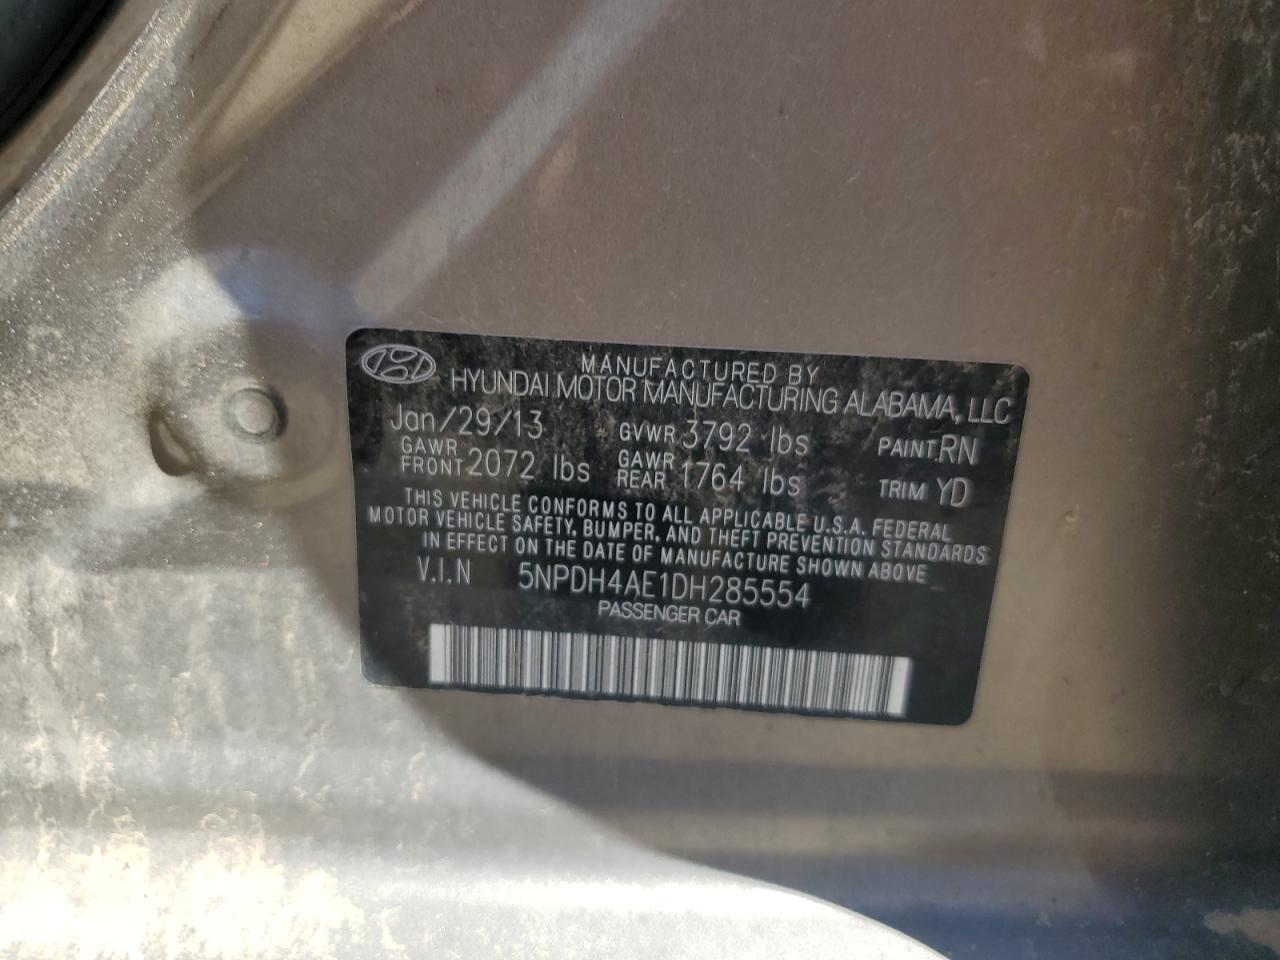 MANUFACTURED BY
HYUNDAI MOTOR MANUFACTURING ALABAMA, LLC
Jan/29/13 GVWR 3792 lbs PAINT: RN
GAWR FRONT 2072 lbs GAWR REAR 1764 lbs TRIM YD
THIS VEHICLE CONFORMS TO ALL APPLICABLE U.S.A. FEDERAL
MOTOR VEHICLE SAFETY, BUMPER, AND THEFT PREVENTION STANDARDS
IN EFFECT ON THE DATE OF MANUFACTURE SHOWN ABOVE
V.I.N 5NPDH4AE1DH285554
PASSENGER CAR